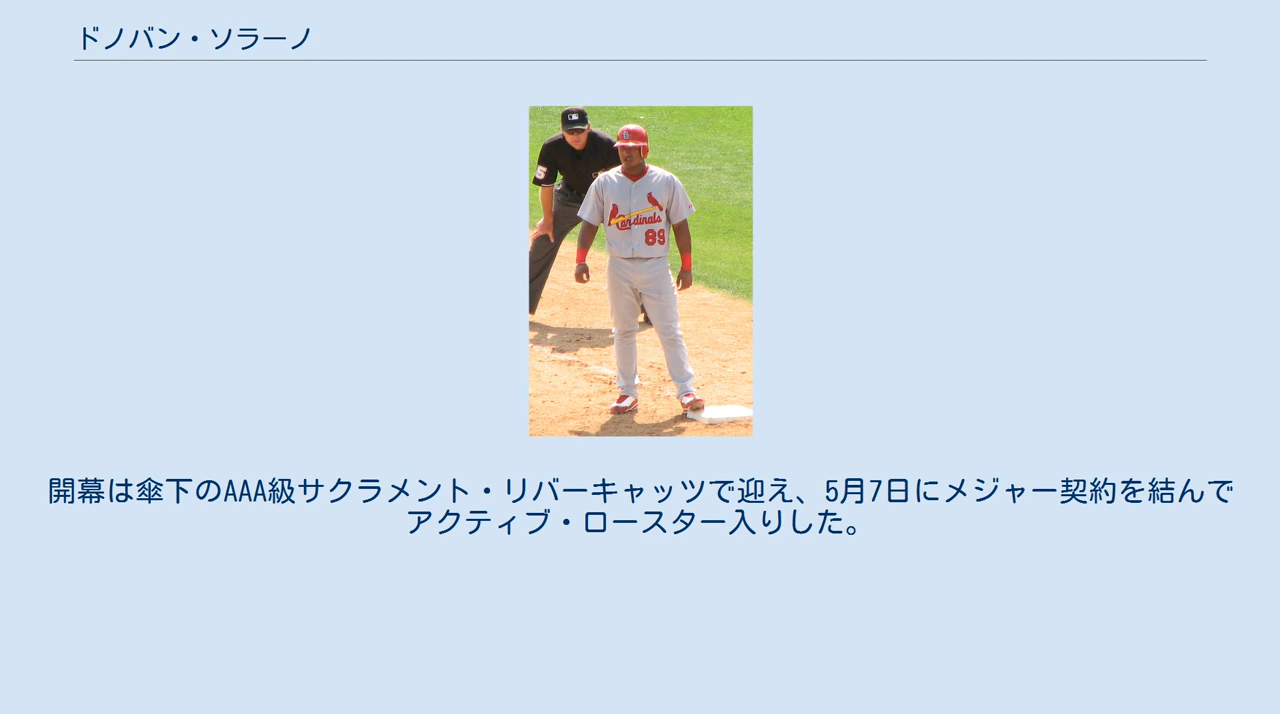 ドノバン・ソラーノ
Cardinals
89
5
開幕は傘下のAAA級サクラメント・リバーキャッツで迎え、5月7日にメジャー契約を結んで
アクティブ・ロースター入りした。